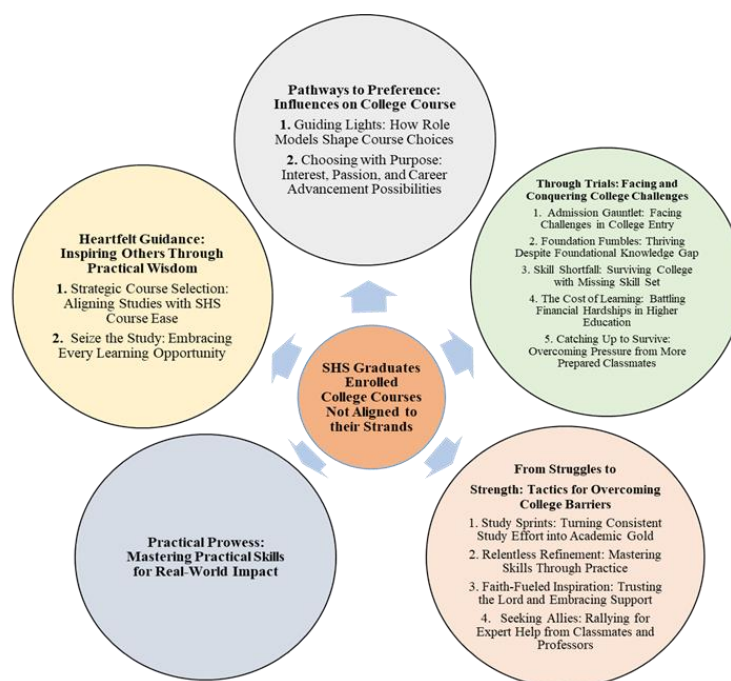 Pathways to Preference:
Influences on College Course
1. Guiding Lights: How Role
Models Shape Course Choices
2. Choosing with Purpose:
Interest, Passion, and Career
Advancement Possibilities
Through Trials: Facing and
Conquering College Challenges
1. Admission Gauntlet: Facing
Challenges in College Entry
2. Foundation Fumbles: Thriving
Despite Foundational Knowledge
Gap
3. Skill Shortfall: Surviving College
with Missing Skill Set
4. The Cost of Learning: Battling
Financial Hardships in Higher
Education
5. Catching Up to Survive:
Overcoming Pressure from More
Prepared Classmates
Heartfelt Guidance:
Inspiring Others Through
Practical Wisdom
1. Strategic Course Selection:
Aligning Studies with SHS
Course Ease
2. Seize the Study: Embracing
Every Learning Opportunity
SHS Graduates
Enrolled
College Courses
Not Aligned to
their Strands
Practical Prowess:
Mastering Practical Skills
for Real-World Impact
From Struggles to
Strength: Tactics for Overcoming
College Barriers
1. Study Sprints: Turning Consistent
Study Effort into Academic
Gold
2. Relentless Refinement: Mastering
Skills Through Practice
3. Faith-Fueled Inspiration: Trusting
the Lord and Embracing Support
4. Seeking Allies: Rallying for
Expert Help from Classmates and
Professors